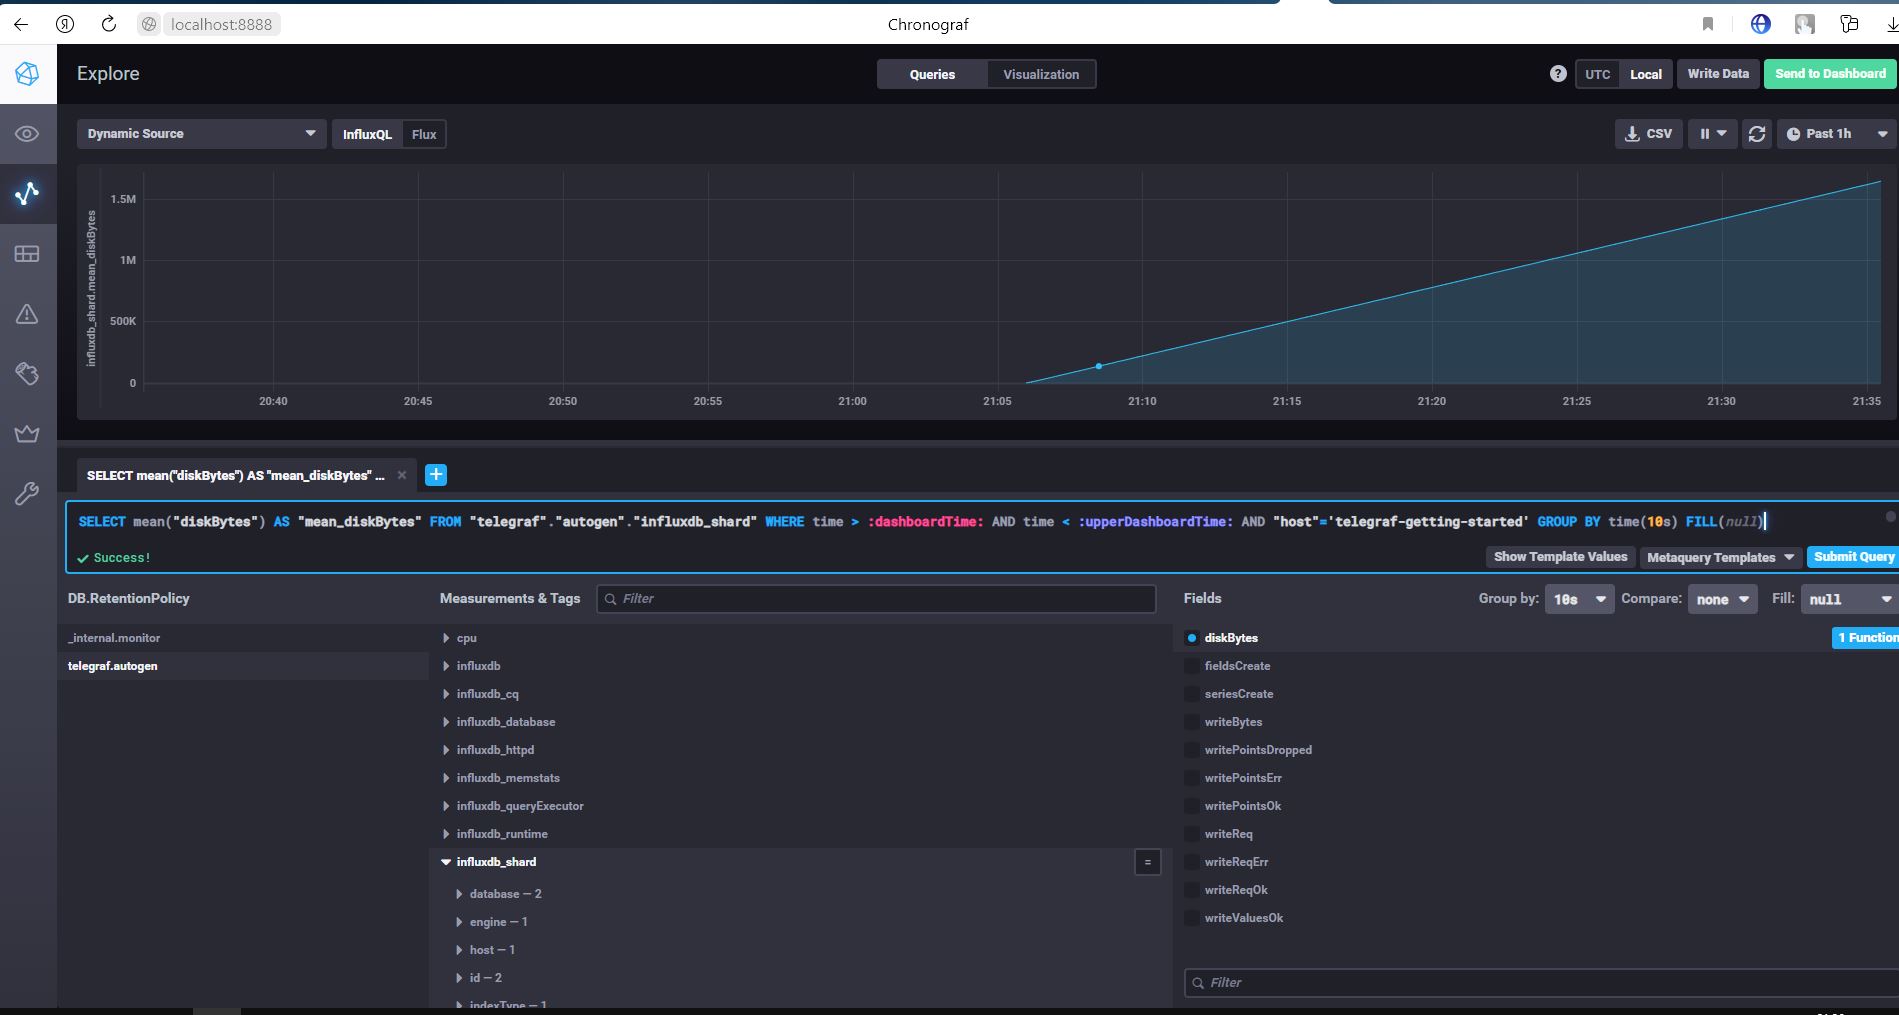 localhost:8888 Chronograf
Explore Queries Visualization ? UTC Local Write Data Send to Dashboard
Dynamic Source InfluxQL Flux CSV Past 1h
influxdb_shard.mean_diskBytes
1.5M
1M
500K
0
20:40 20:45 20:50 20:55 21:00 21:05 21:10 21:15 21:20 21:25 21:30 21:35
SELECT mean("diskBytes") AS "mean_diskBytes" ... × +
SELECT mean("diskBytes") AS "mean_diskBytes" FROM "telegraf"."autogen"."influxdb_shard" WHERE time > :dashboardTime: AND time < :upperDashboardTime: AND "host"='telegraf-getting-started' GROUP BY time(10s) FILL(null)
Success! Show Template Values Metaquery Templates Submit Query
DB.RetentionPolicy Measurements & Tags Filter Fields Group by: 10s Compare: none Fill: null
_internal.monitor cpu diskBytes 1 Function
telegraf.autogen influxdb fieldsCreate
influxdb_cq seriesCreate
influxdb_database writeBytes
influxdb_httpd writePointsDropped
influxdb_memstats writePointsErr
influxdb_queryExecutor writePointsOk
influxdb_runtime writeReq
influxdb_shard = writeReqErr
database — 2 writeReqOk
engine — 1 writeValuesOk
host — 1
id — 2 Filter
indexType — 1